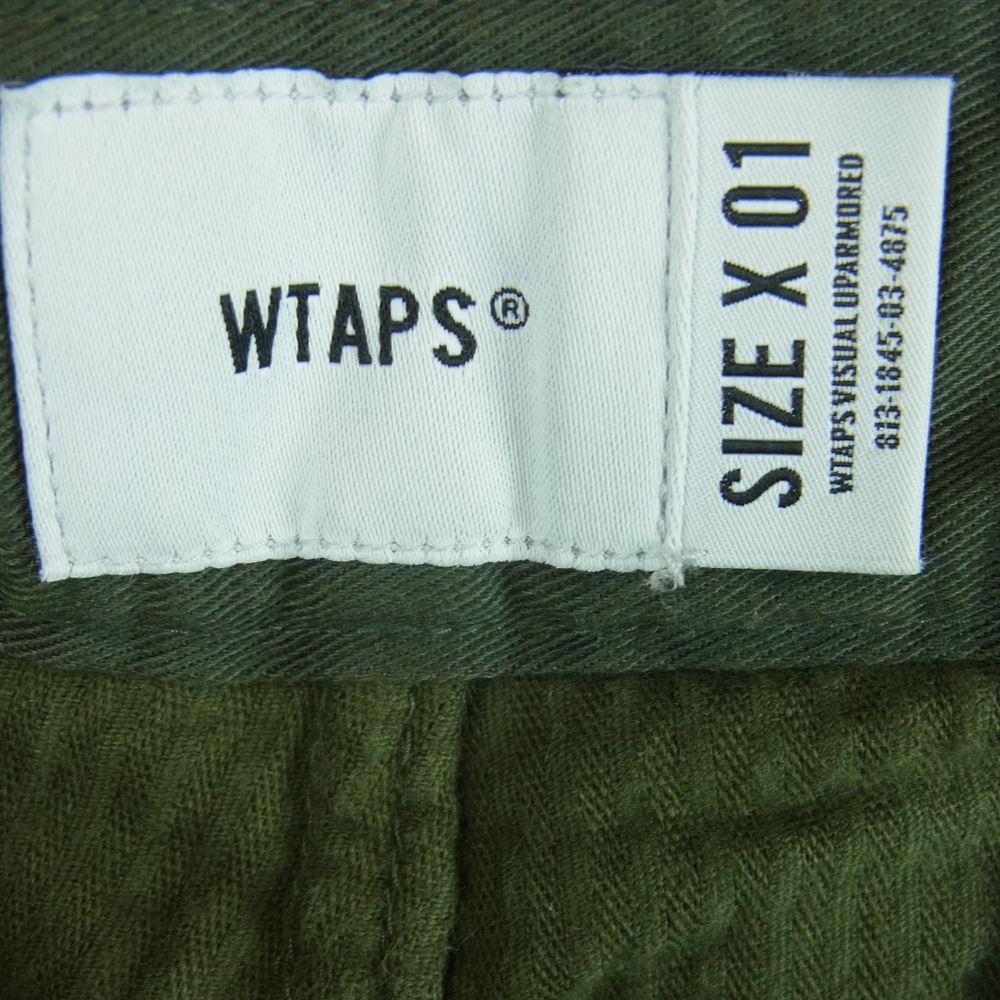 WTAPS®
SIZE X 01
WTAPS VISUAL UPARMORED
813-1845-03-4875